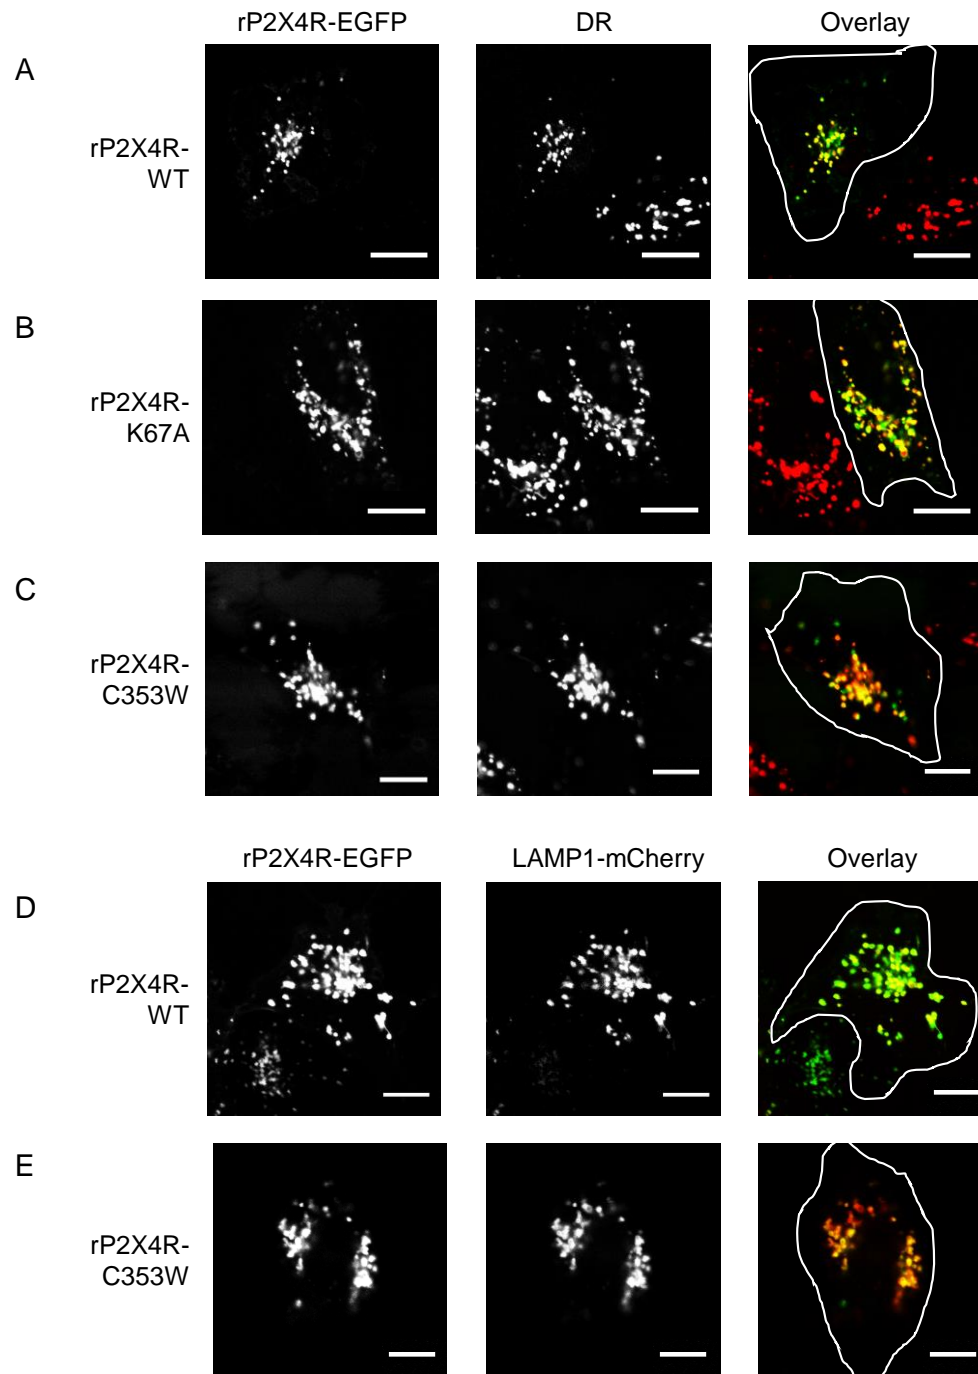 rP2X4R-EGFP DR Overlay
A
rP2X4R-
WT
B
rP2X4R-
K67A
C
rP2X4R-
C353W
rP2X4R-EGFP LAMP1-mCherry Overlay
D
rP2X4R-
WT
E
rP2X4R-
C353W